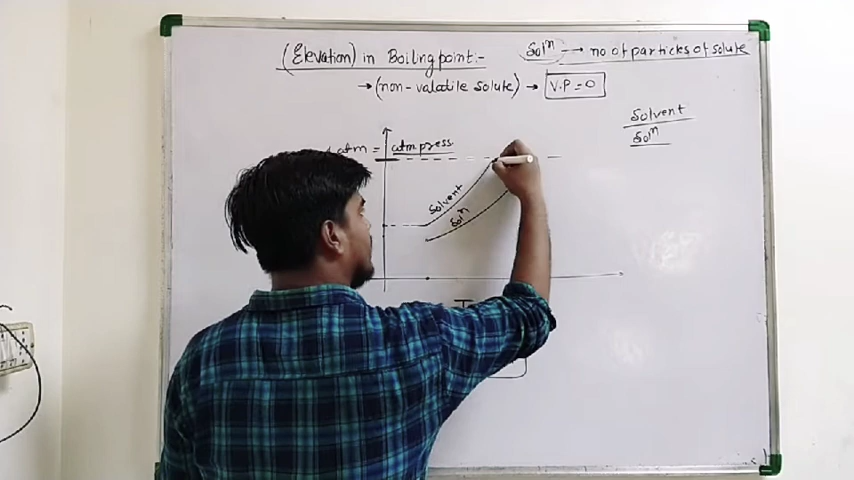 (Elevation) in Boiling point:-
Solⁿ → no of particles of solute
→ (non-valatile solute) → V.P = 0
Solvent
Solⁿ
atm = atm press.
Solvent
Solⁿ